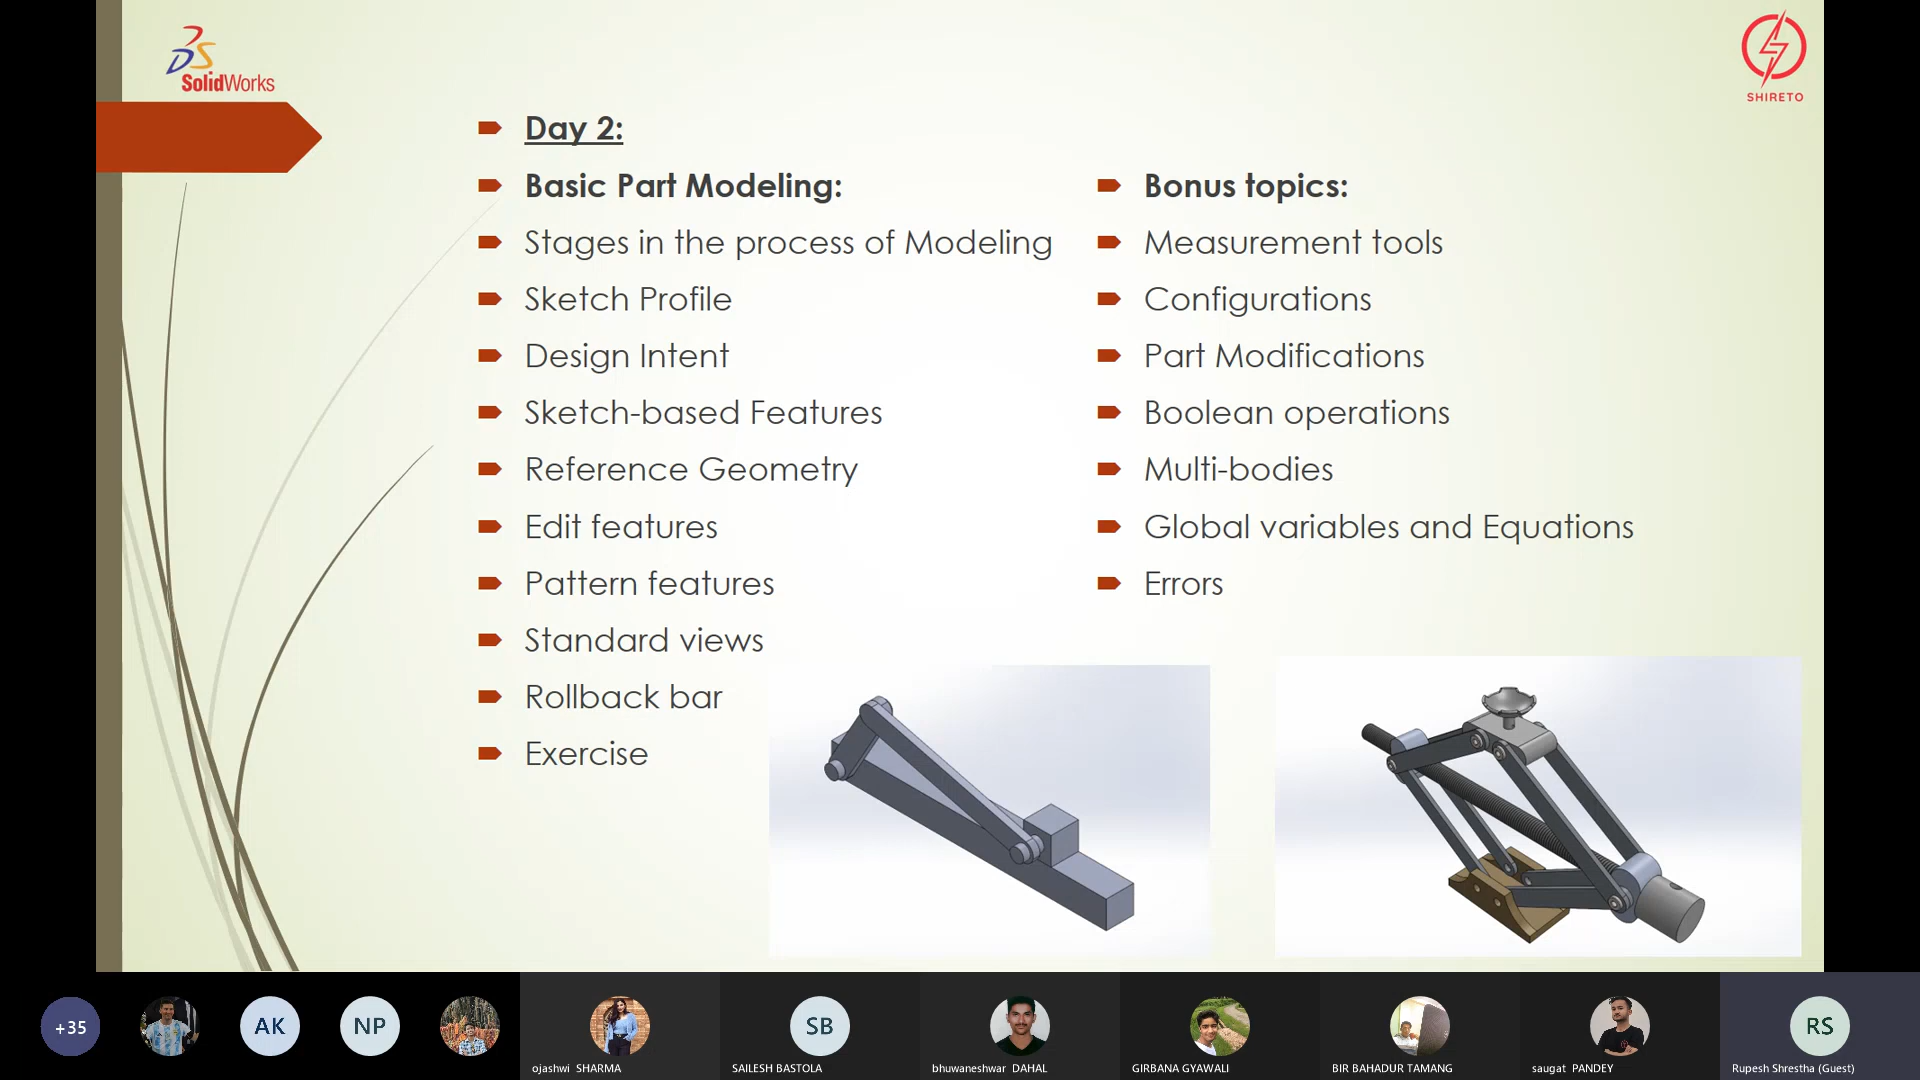 SolidWorks
SHIRETO
Day 2:
Basic Part Modeling:
Stages in the process of Modeling
Sketch Profile
Design Intent
Sketch-based Features
Reference Geometry
Edit features
Pattern features
Standard views
Rollback bar
Exercise
Bonus topics:
Measurement tools
Configurations
Part Modifications
Boolean operations
Multi-bodies
Global variables and Equations
Errors
+35
AK
NP
ojashwi SHARMA
SB
SAILESH BASTOLA
bhuwaneshwar DAHAL
GIRBANA GYAWALI
BIR BAHADUR TAMANG
saugat PANDEY
RS
Rupesh Shrestha (Guest)